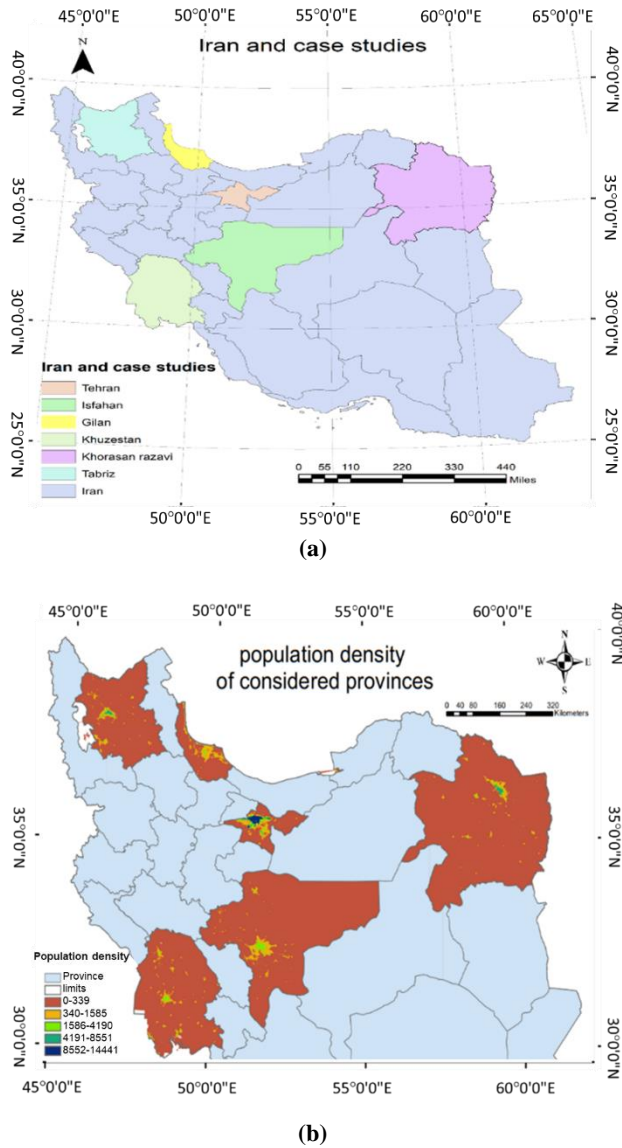 45°0'0"E 50°0'0"E 55°0'0"E 60°0'0"E 65°0'0"E
Iran and case studies
40°0'0"N 40°0'0"N
35°0'0"N 35°0'0"N
30°0'0"N 30°0'0"N
25°0'0"N 25°0'0"N
Iran and case studies
Tehran
Isfahan
Gilan
Khuzestan
Khorasan razavi
Tabriz
Iran
0 55 110 220 330 440
Miles
50°0'0"E 55°0'0"E 60°0'0"E
(a)
45°0'0"E 50°0'0"E 55°0'0"E 60°0'0"E
40°0'0"N
population density
of considered provinces
N
W E
S
0 40 80 160 240 320
Kilometers
35°0'0"N 35°0'0"N
Population density
Province
limits
0-339
340-1585
1586-4190
4191-8551
8552-14441
30°0'0"N 30°0'0"N
45°0'0"E 50°0'0"E 55°0'0"E 60°0'0"E
(b)